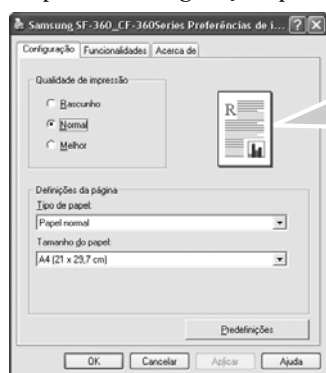 Samsung SF-360_CF-360Series Preferências de i...
Configuração Funcionalidades Acerca de
Qualidade de impressão
Rascunho
Normal
Melhor
R
Definições da página
Tipo de papel:
Papel normal
Tamanho do papel:
A4 (21 x 29,7 cm)
Predefinições
OK Cancelar Aplicar Ajuda